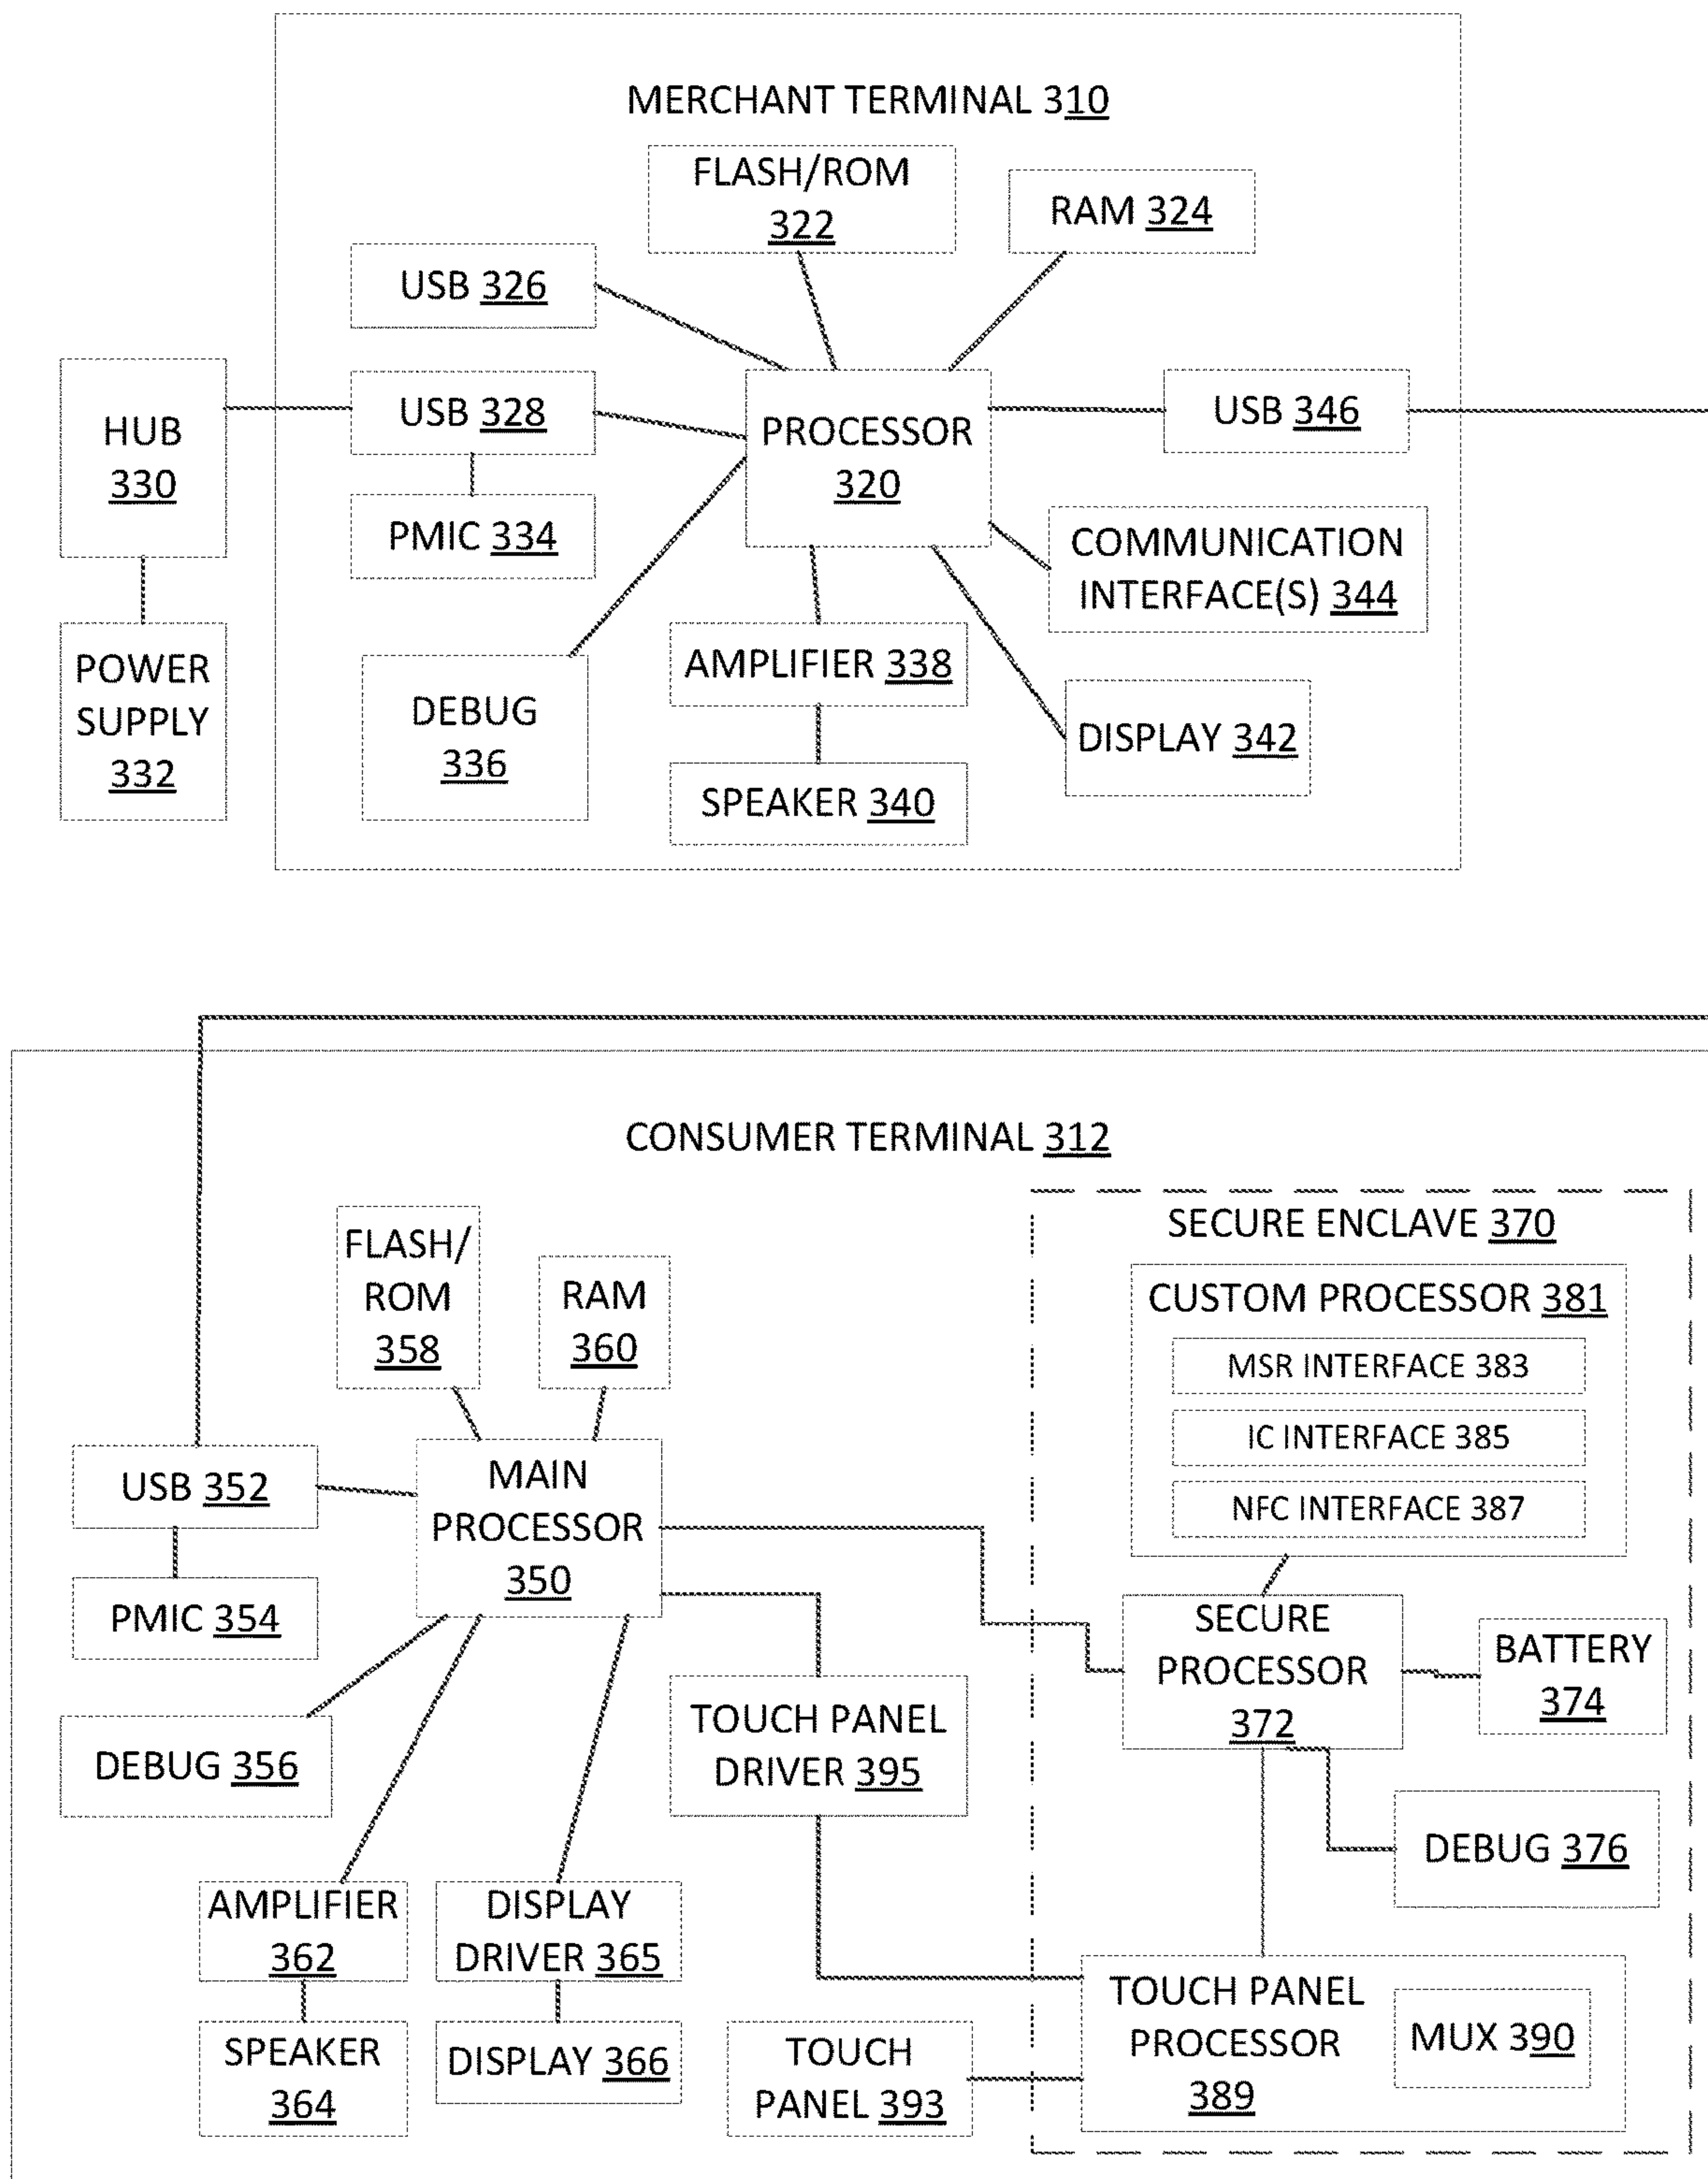 MERCHANT TERMINAL 310
FLASH/ROM
322
RAM 324
USB 326
HUB
330
USB 328
PROCESSOR
320
USB 346
PMIC 334
COMMUNICATION
INTERFACE(S) 344
POWER
SUPPLY
332
DEBUG
336
AMPLIFIER 338
DISPLAY 342
SPEAKER 340
CONSUMER TERMINAL 312
FLASH/
ROM
358
RAM
360
SECURE ENCLAVE 370
CUSTOM PROCESSOR 381
MSR INTERFACE 383
IC INTERFACE 385
NFC INTERFACE 387
USB 352
MAIN
PROCESSOR
350
PMIC 354
SECURE
PROCESSOR
372
BATTERY
374
DEBUG 356
TOUCH PANEL
DRIVER 395
DEBUG 376
AMPLIFIER
362
DISPLAY
DRIVER 365
SPEAKER
364
DISPLAY 366
TOUCH
PANEL 393
TOUCH PANEL
PROCESSOR
389
MUX 390